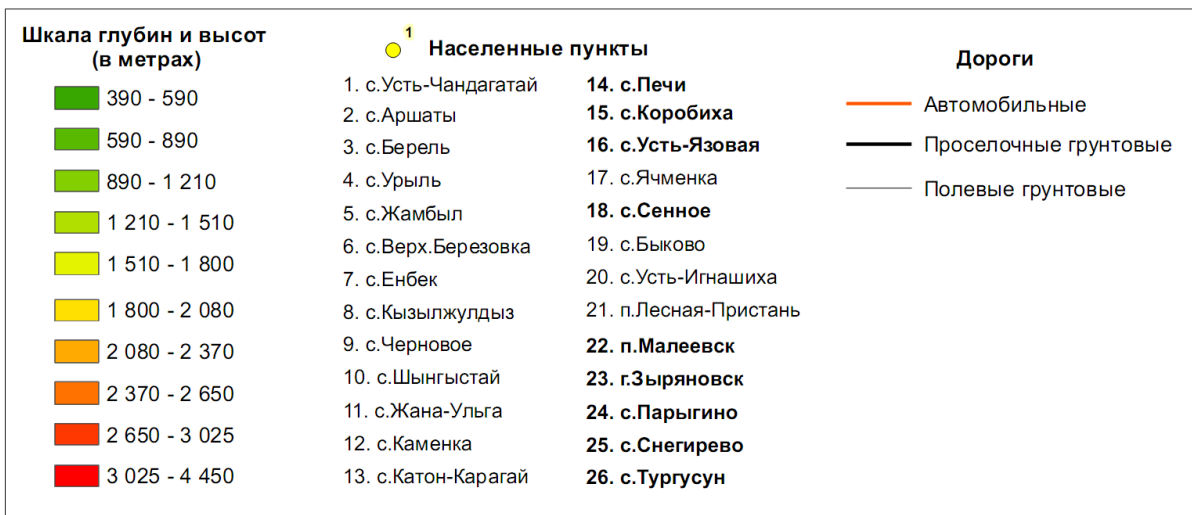 Шкала глубин и высот
(в метрах)
390 - 590
590 - 890
890 - 1 210
1 210 - 1 510
1 510 - 1 800
1 800 - 2 080
2 080 - 2 370
2 370 - 2 650
2 650 - 3 025
3 025 - 4 450
1
Населенные пункты
1. с.Усть-Чандагатай
2. с.Аршаты
3. с.Берель
4. с.Урыль
5. с.Жамбыл
6. с.Верх.Березовка
7. с.Енбек
8. с.Кызылжулдыз
9. с.Черновое
10. с.Шынгыстай
11. с.Жана-Ульга
12. с.Каменка
13. с.Катон-Карагай
14. с.Печи
15. с.Коробиха
16. с.Усть-Язовая
17. с.Ячменка
18. с.Сенное
19. с.Быково
20. с.Усть-Игнашиха
21. п.Лесная-Пристань
22. п.Малеевск
23. г.Зыряновск
24. с.Парыгино
25. с.Снегирево
26. с.Тургусун
Дороги
Автомобильные
Проселочные грунтовые
Полевые грунтовые